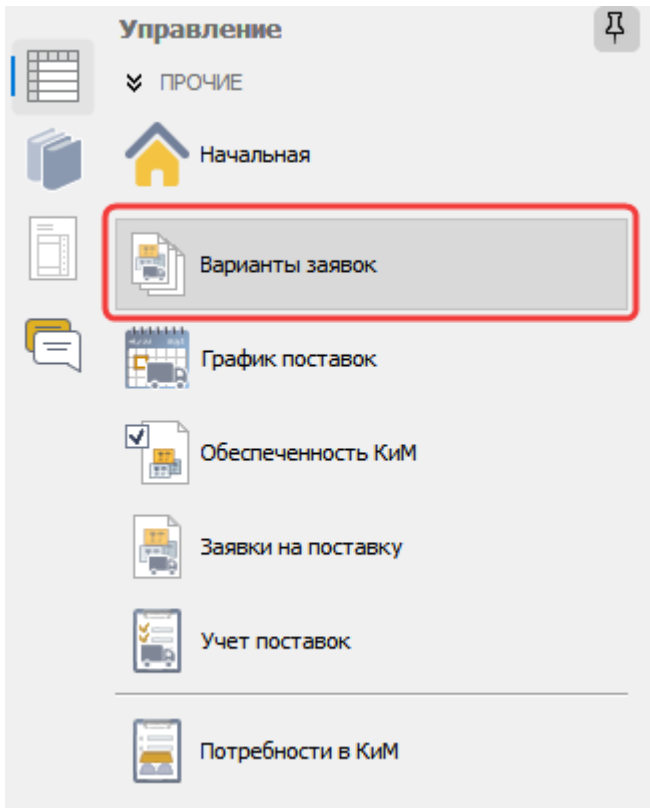 Управление
ПРОЧИЕ
Начальная
Варианты заявок
График поставок
Обеспеченность КиМ
Заявки на поставку
Учет поставок
Потребности в КиМ